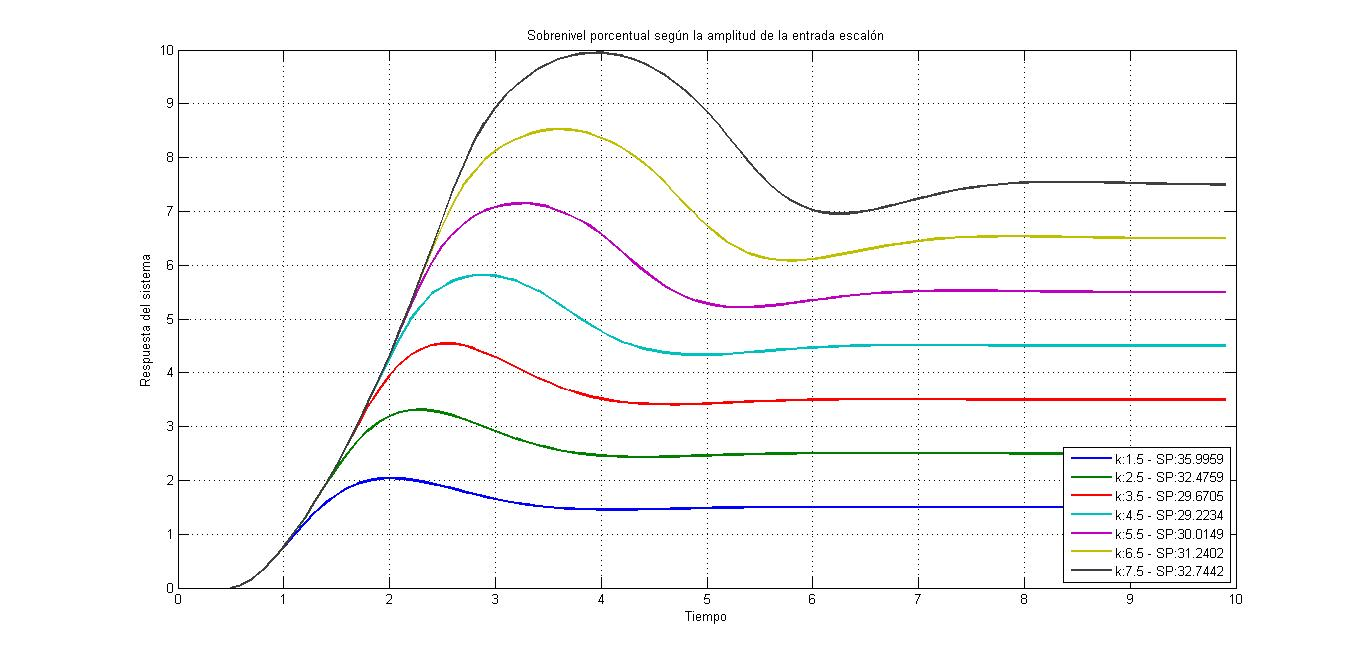 Sobrenivel porcentual según la amplitud de la entrada escalón
Respuesta del sistema
10
9
8
7
6
5
4
3
2
1
0
0 1 2 3 4 5 6 7 8 9 10
Tiempo
k:1.5 - SP:35.9959
k:2.5 - SP:32.4759
k:3.5 - SP:29.6705
k:4.5 - SP:29.2234
k:5.5 - SP:30.0149
k:6.5 - SP:31.2402
k:7.5 - SP:32.7442